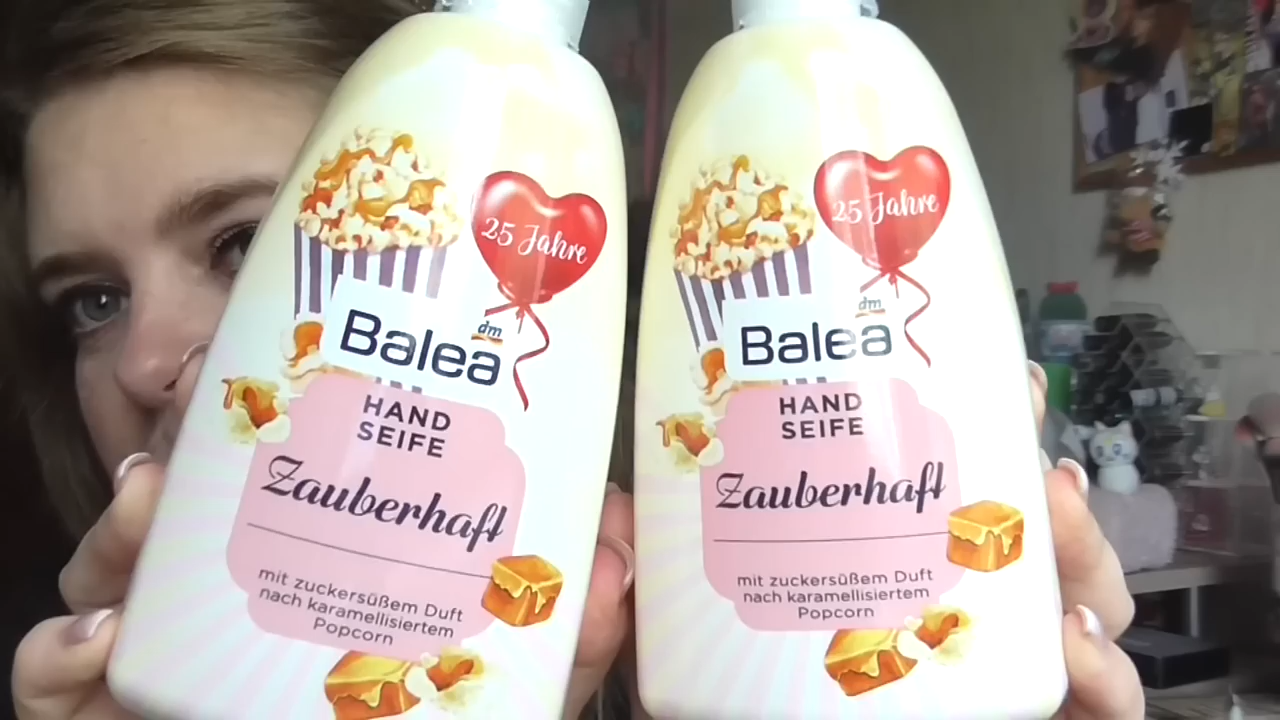 25 Jahre
dm
Balea
HAND
SEIFE
Zauberhaft
mit zuckersüßem Duft
nach karamellisiertem
Popcorn
25 Jahre
dm
Balea
HAND
SEIFE
Zauberhaft
mit zuckersüßem Duft
nach karamellisiertem
Popcorn